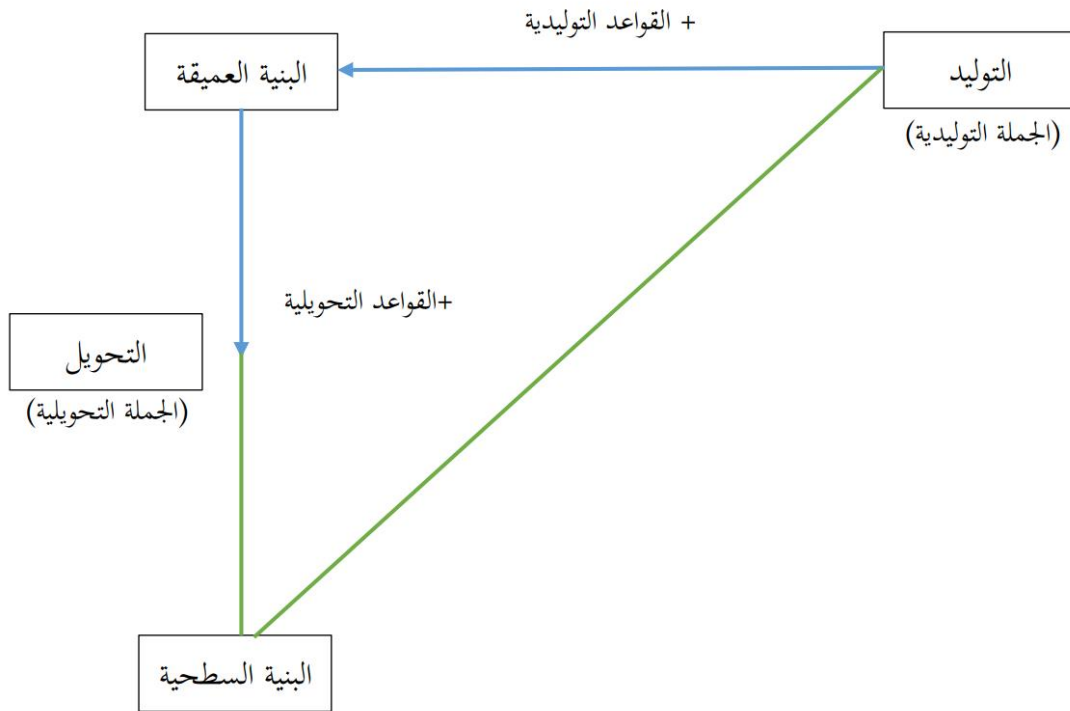 + القواعد التوليدية
التوليد
البنية العميقة
(الجملة التوليدية)
+القواعد التحويلية
التحويل
(الجملة التحويلية)
البنية السطحية